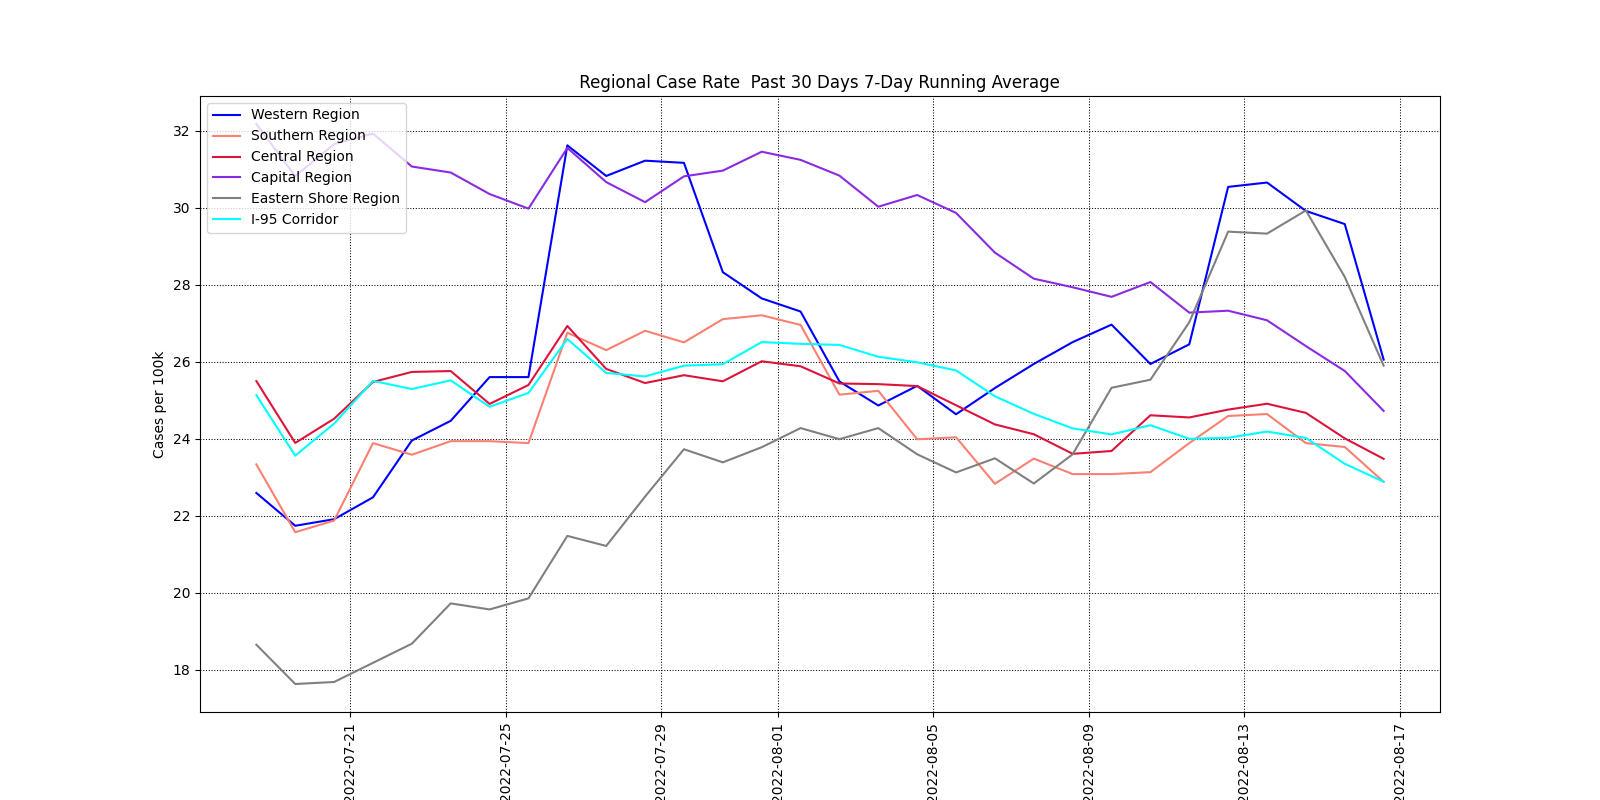 Regional Case Rate  Past 30 Days 7-Day Running Average
Western Region
Southern Region
Central Region
Capital Region
Eastern Shore Region
I-95 Corridor
Cases per 100k
32
30
28
26
24
22
20
18
2022-07-21
2022-07-25
2022-07-29
2022-08-01
2022-08-05
2022-08-09
2022-08-13
2022-08-17